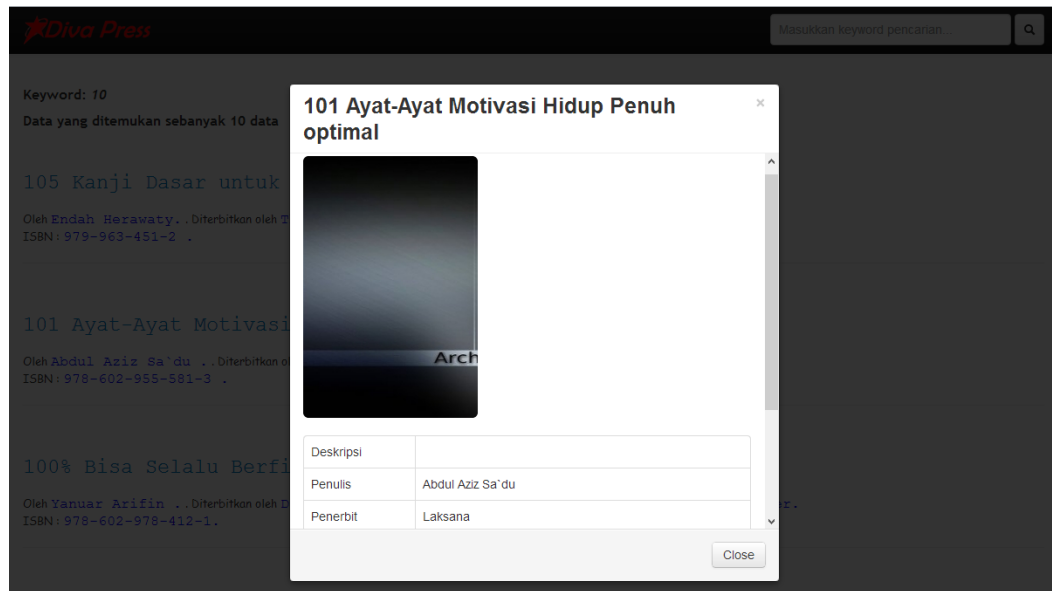 Diva Press
Masukkan keyword pencarian...
Keyword: 10
Data yang ditemukan sebanyak 10 data
105 Kanji Dasar untuk
Oleh Endah Herawaty. . Diterbitkan oleh T
ISBN : 979-963-451-2 .
101 Ayat-Ayat Motivasi
Oleh Abdul Aziz Sa`du . . Diterbitkan ol
ISBN : 978-602-955-581-3 .
100% Bisa Selalu Berfi
Oleh Yanuar Arifin . . Diterbitkan oleh D
r.
ISBN : 978-602-978-412-1.
101 Ayat-Ayat Motivasi Hidup Penuh
optimal
×
Arch
Deskripsi
Penulis Abdul Aziz Sa`du
Penerbit Laksana
Close